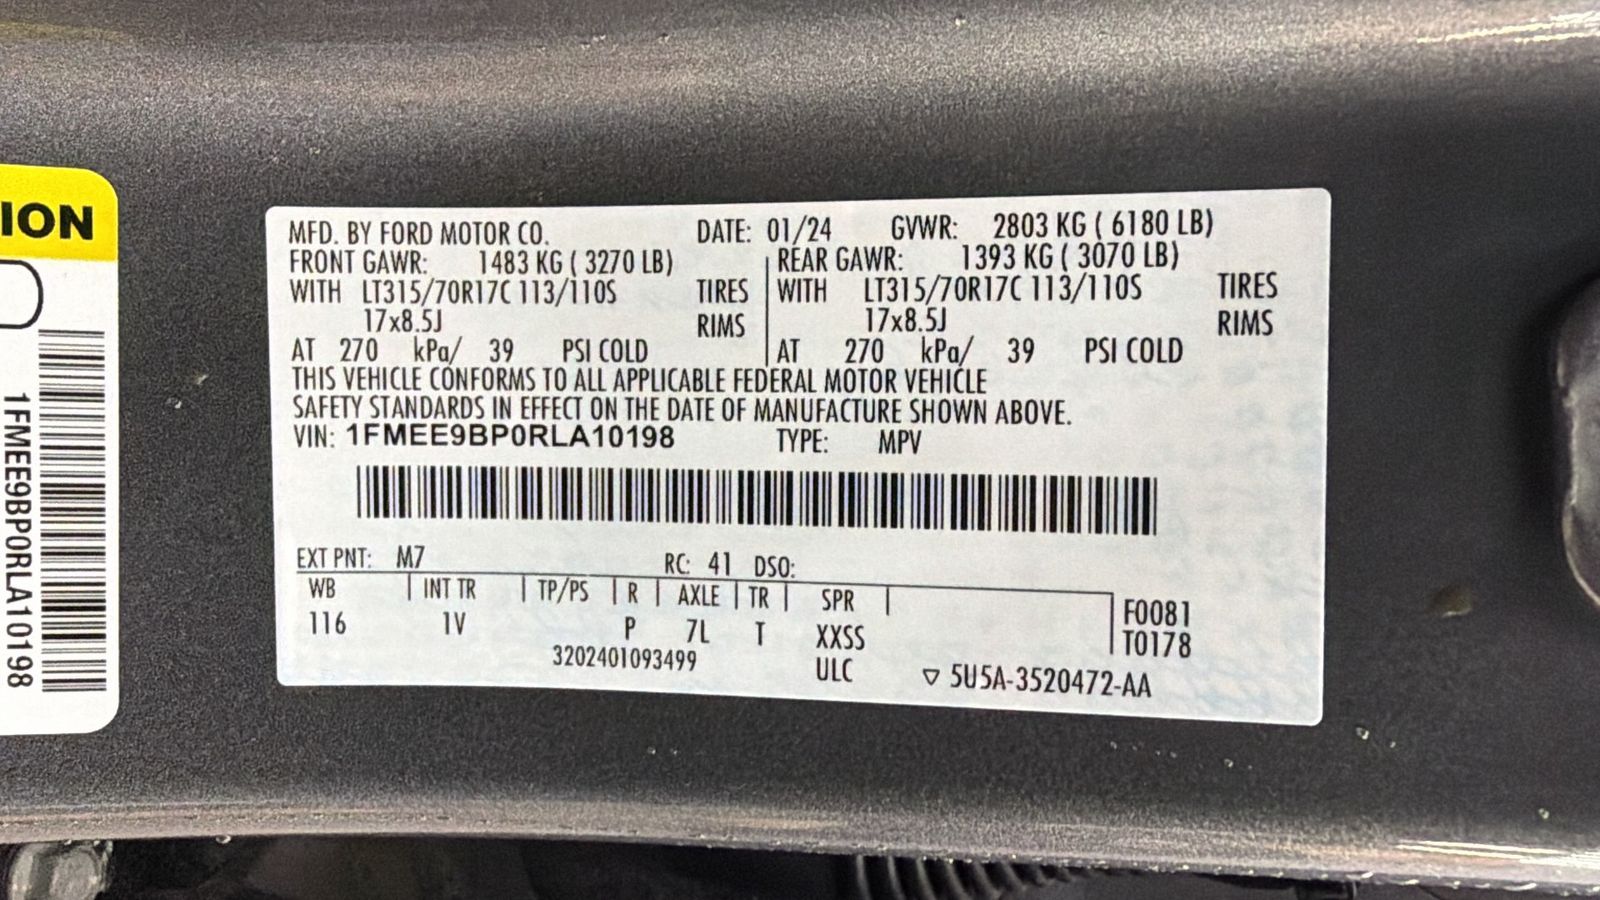 ION
1FMEE9BP0RLA10198
MFD. BY FORD MOTOR CO. DATE: 01/24 GVWR: 2803 KG ( 6180 LB)
FRONT GAWR: 1483 KG ( 3270 LB) REAR GAWR: 1393 KG ( 3070 LB)
WITH LT315/70R17C 113/110S TIRES WITH LT315/70R17C 113/110S TIRES
17x8.5J RIMS 17x8.5J RIMS
AT 270 kPa/ 39 PSI COLD AT 270 kPa/ 39 PSI COLD
THIS VEHICLE CONFORMS TO ALL APPLICABLE FEDERAL MOTOR VEHICLE
SAFETY STANDARDS IN EFFECT ON THE DATE OF MANUFACTURE SHOWN ABOVE.
VIN: 1FMEE9BP0RLA10198 TYPE: MPV
EXT PNT: M7 RC: 41 DSO:
WB INT TR TP/PS R AXLE TR SPR F0081
116 1V P 7L T XXSS T0178
3202401093499 ULC ▽ 5U5A-3520472-AA